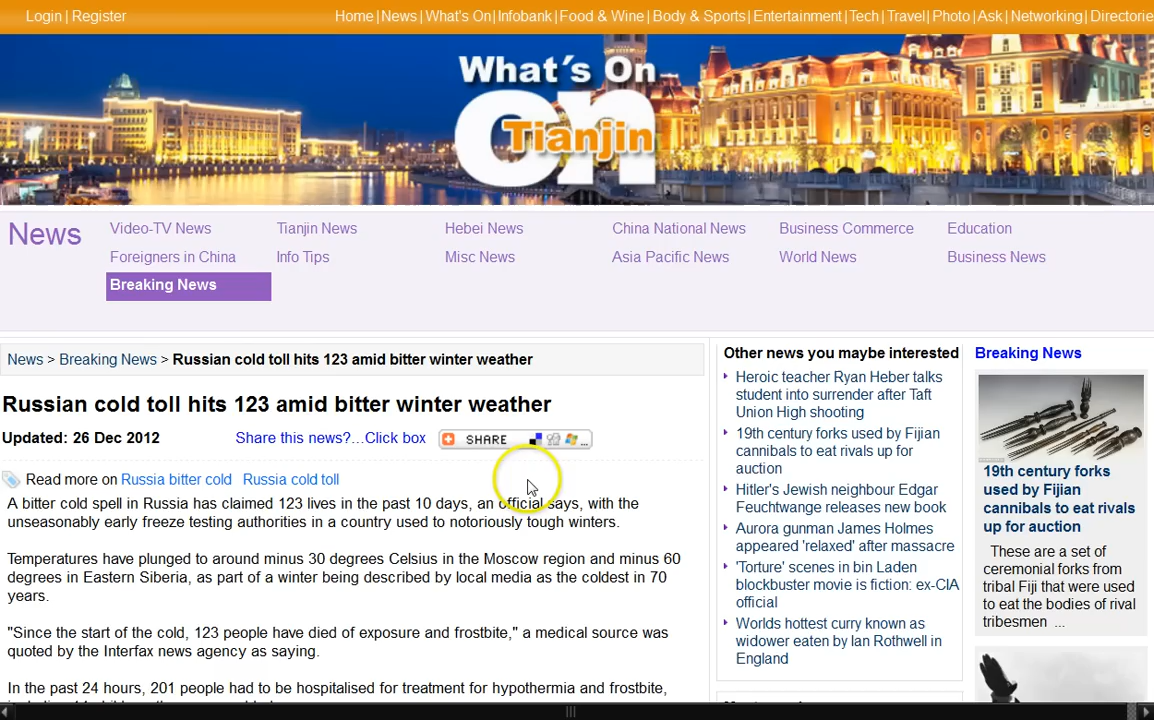 Login | Register
Home | News | What's On | Infobank | Food & Wine | Body & Sports | Entertainment | Tech | Travel | Photo | Ask | Networking | Directorie
What's On
on
Tianjin
News
Video-TV News
Tianjin News
Hebei News
China National News
Business Commerce
Education
Foreigners in China
Info Tips
Misc News
Asia Pacific News
World News
Business News
Breaking News
News > Breaking News > Russian cold toll hits 123 amid bitter winter weather
Russian cold toll hits 123 amid bitter winter weather
Updated: 26 Dec 2012
Share this news?...Click box
SHARE
...
Read more on Russia bitter cold Russia cold toll
A bitter cold spell in Russia has claimed 123 lives in the past 10 days, an official says, with the
unseasonably early freeze testing authorities in a country used to notoriously tough winters.
Temperatures have plunged to around minus 30 degrees Celsius in the Moscow region and minus 60
degrees in Eastern Siberia, as part of a winter being described by local media as the coldest in 70
years.
"Since the start of the cold, 123 people have died of exposure and frostbite," a medical source was
quoted by the Interfax news agency as saying.
In the past 24 hours, 201 people had to be hospitalised for treatment for hypothermia and frostbite,
Other news you maybe interested
Heroic teacher Ryan Heber talks
student into surrender after Taft
Union High shooting
19th century forks used by Fijian
cannibals to eat rivals up for
auction
Hitler's Jewish neighbour Edgar
Feuchtwange releases new book
Aurora gunman James Holmes
appeared 'relaxed' after massacre
'Torture' scenes in bin Laden
blockbuster movie is fiction: ex-CIA
official
Worlds hottest curry known as
widower eaten by Ian Rothwell in
England
Breaking News
19th century forks
used by Fijian
cannibals to eat rivals
up for auction
These are a set of
ceremonial forks from
tribal Fiji that were used
to eat the bodies of rival
tribesmen ...